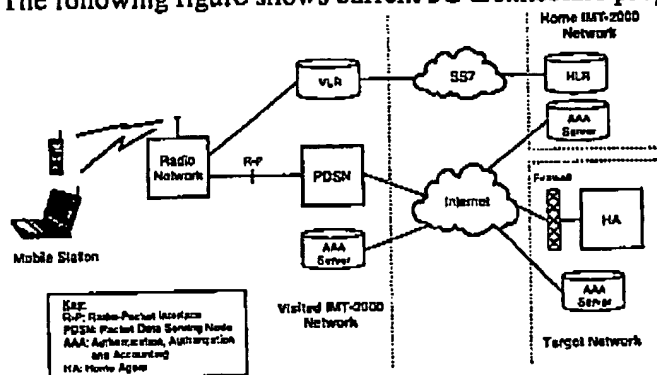 The following figure shows current
Home IMT-2000
Network
VLR
SS7
HLR
AAA
Server
Radio
Network
R-P
PDSN
Internet
Firewall
HA
Mobile Station
AAA
Server
AAA
Server
Visited IMT-2000
Network
Target Network
Key:
R-P: Radio-Packet Interface
PDSN: Packet Data Serving Node
AAA: Authentication, Authorization
and Accounting
HA: Home Agent